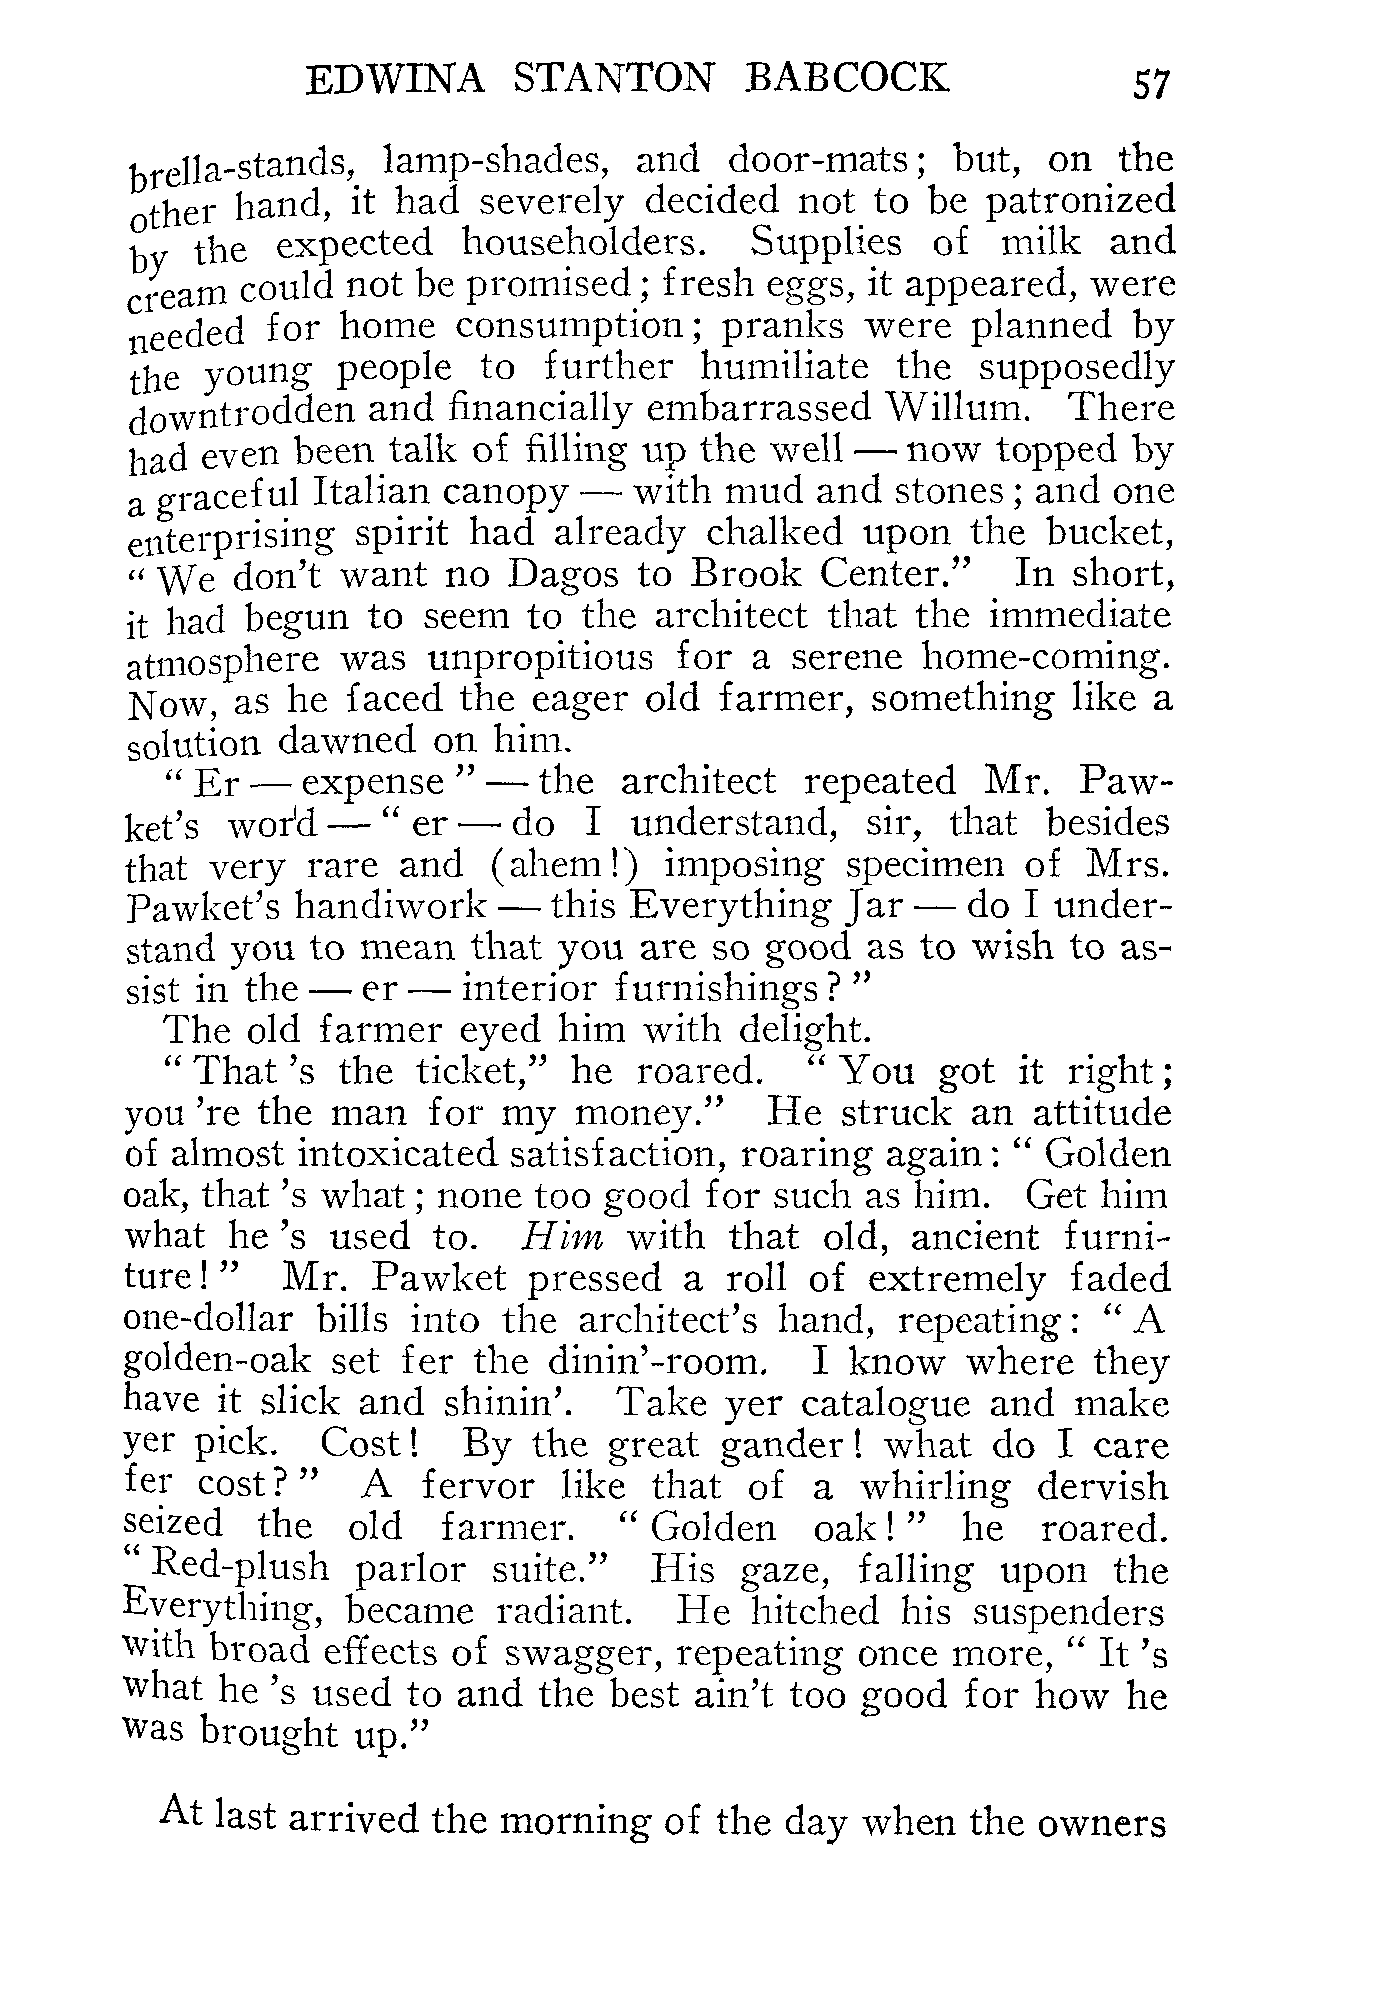 EDWINA STANTON BABCOCK 57
brella-stands, lamp-shades, and door-mats; but, on the
other hand, it had severely decided not to be patronized
by the expected householders. Supplies of milk and
cream could not be promised; fresh eggs, it appeared, were
needed for home consumption; pranks were planned by
the young people to further humiliate the supposedly
downtrodden and financially embarrassed Willum. There
had even been talk of filling up the well — now topped by
a graceful Italian canopy — with mud and stones; and one
enterprising spirit had already chalked upon the bucket,
“ We don't want no Dagos to Brook Center.” In short,
it had begun to seem to the architect that the immediate
atmosphere was unpropitious for a serene home-coming.
Now, as he faced the eager old farmer, something like a
solution dawned on him.
“ Er — expense ” — the architect repeated Mr. Paw-
ket's word — “ er — do I understand, sir, that besides
that very rare and (ahem!) imposing specimen of Mrs.
Pawket's handiwork — this Everything Jar — do I under-
stand you to mean that you are so good as to wish to as-
sist in the — er — interior furnishings? ”
The old farmer eyed him with delight.
“ That 's the ticket,” he roared. “ You got it right;
you 're the man for my money.” He struck an attitude
of almost intoxicated satisfaction, roaring again: “ Golden
oak, that 's what; none too good for such as him. Get him
what he 's used to. Him with that old, ancient furni-
ture! ” Mr. Pawket pressed a roll of extremely faded
one-dollar bills into the architect's hand, repeating: “ A
golden-oak set fer the dinin'-room. I know where they
have it slick and shinin'. Take yer catalogue and make
yer pick. Cost! By the great gander! what do I care
fer cost? ” A fervor like that of a whirling dervish
seized the old farmer. “ Golden oak! ” he roared.
“ Red-plush parlor suite.” His gaze, falling upon the
Everything, became radiant. He hitched his suspenders
with broad effects of swagger, repeating once more, “ It 's
what he 's used to and the best ain't too good for how he
was brought up.”
At last arrived the morning of the day when the owners